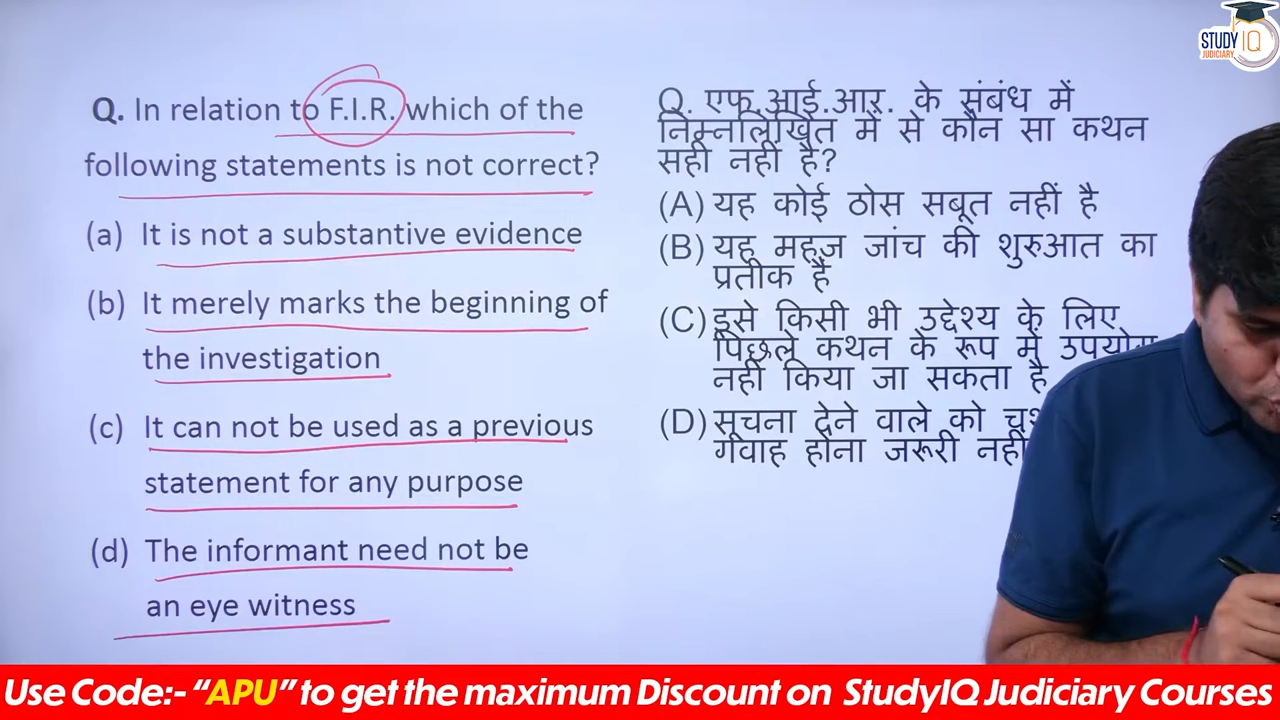 STUDY IQ
JUDICIARY
Q. In relation to F.I.R. which of the
following statements is not correct?
(a) It is not a substantive evidence
(b) It merely marks the beginning of
the investigation
(c) It can not be used as a previous
statement for any purpose
(d) The informant need not be
an eye witness
Q. एफ.आई.आर. के संबंध में
निम्नलिखित में से कौन सा कथन
सही नहीं है?
(A) यह कोई ठोस सबूत नहीं है
(B) यह महज़ जांच की शुरुआत का
प्रतीक है
(C) इसे किसी भी उद्देश्य के लिए
पिछले कथन के रूप में उपयोग
नहीं किया जा सकता है
(D) सूचना देने वाले को
गवाह होना जरूरी नहीं
Use Code:- “APU” to get the maximum Discount on StudyIQ Judiciary Courses